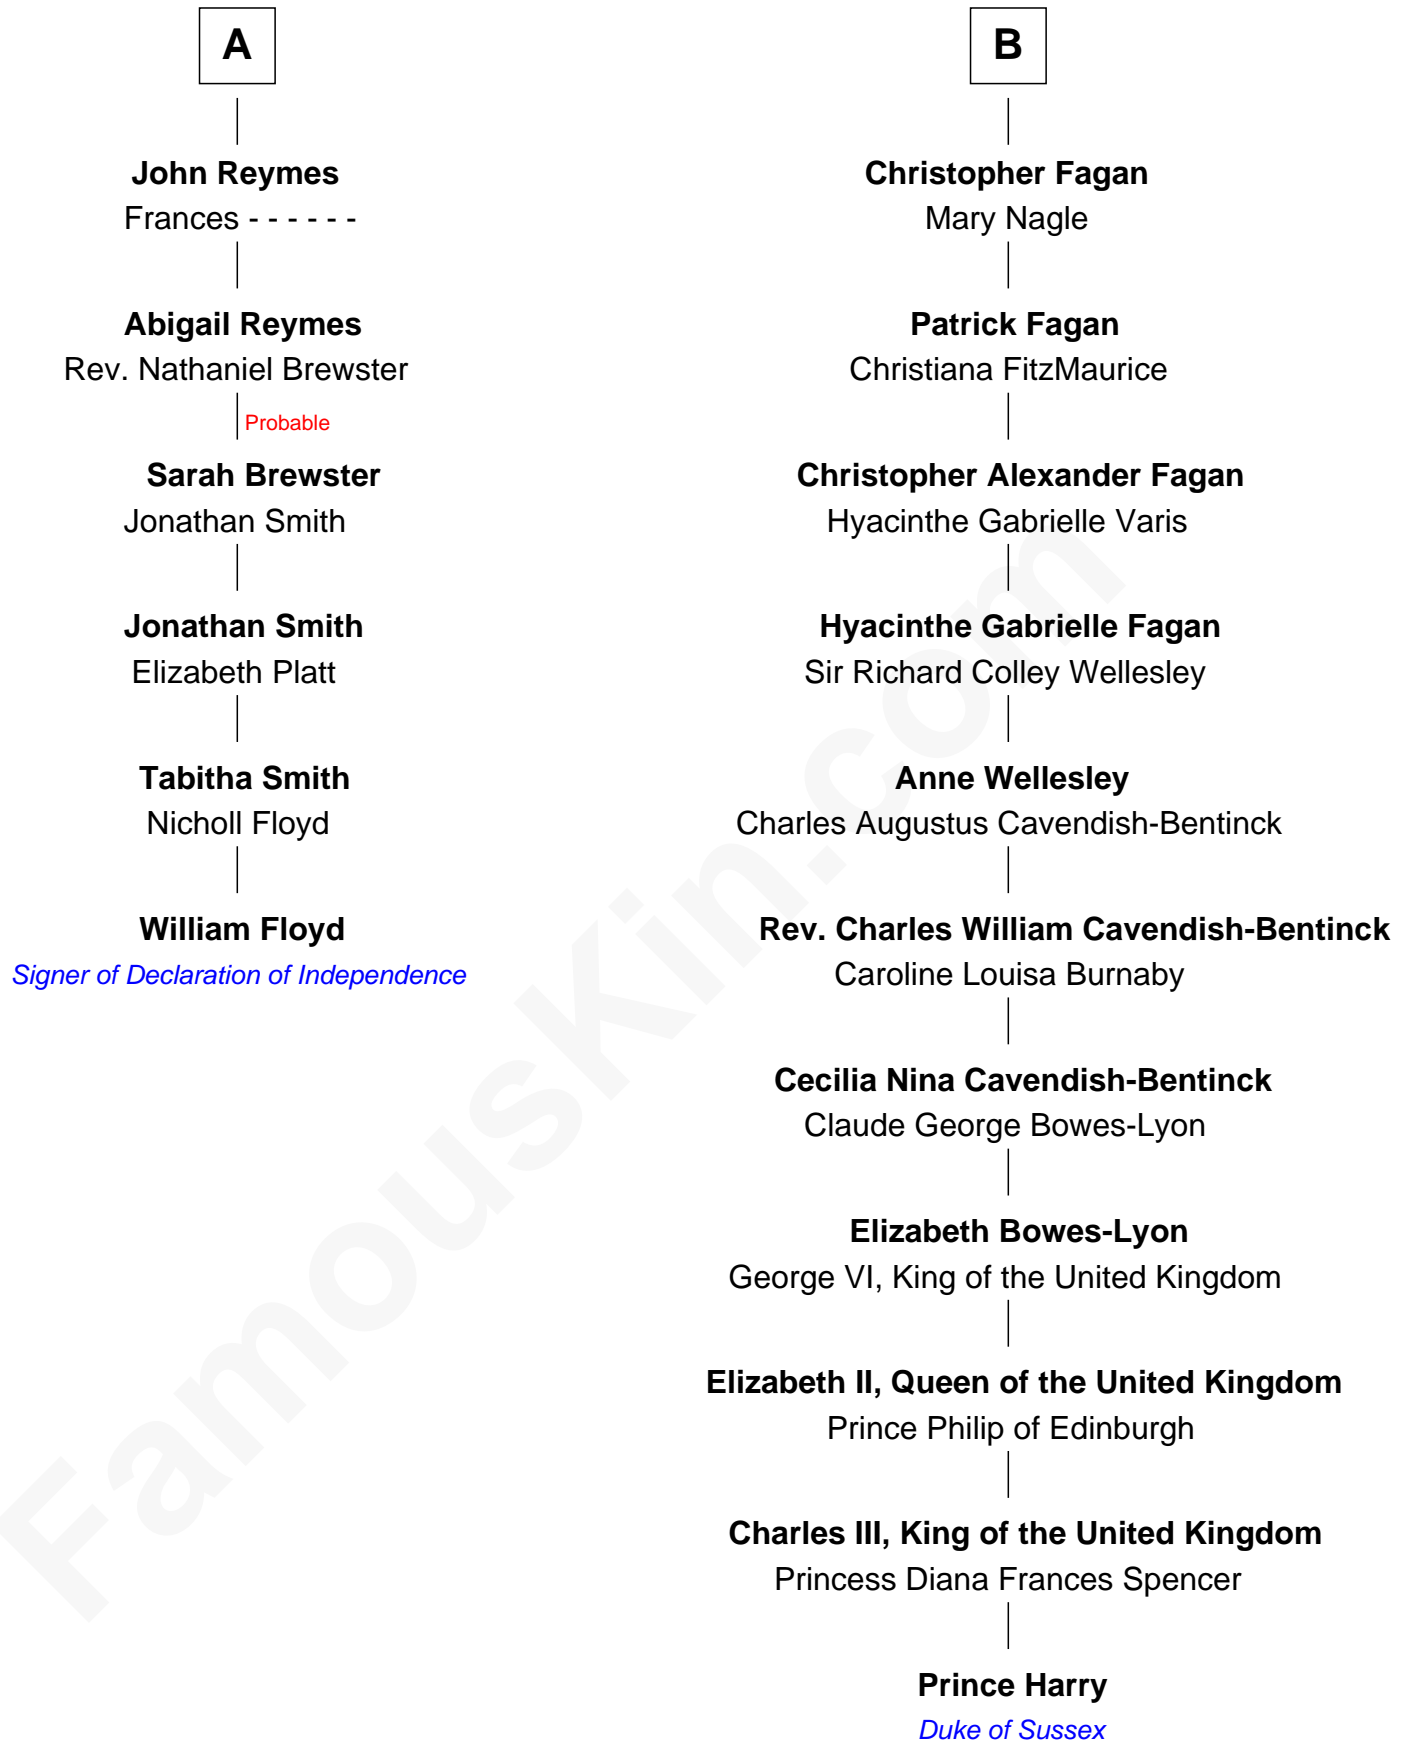 A
John Reymes
Frances - - - - - -
Abigail Reymes
Rev. Nathaniel Brewster
Probable
Sarah Brewster
Jonathan Smith
Jonathan Smith
Elizabeth Platt
Tabitha Smith
Nicholl Floyd
William Floyd
Signer of Declaration of Independence
B
Christopher Fagan
Mary Nagle
Patrick Fagan
Christiana FitzMaurice
Christopher Alexander Fagan
Hyacinthe Gabrielle Varis
Hyacinthe Gabrielle Fagan
Sir Richard Colley Wellesley
Anne Wellesley
Charles Augustus Cavendish-Bentinck
Rev. Charles William Cavendish-Bentinck
Caroline Louisa Burnaby
Cecilia Nina Cavendish-Bentinck
Claude George Bowes-Lyon
Elizabeth Bowes-Lyon
George VI, King of the United Kingdom
Elizabeth II, Queen of the United Kingdom
Prince Philip of Edinburgh
Charles III, King of the United Kingdom
Princess Diana Frances Spencer
Prince Harry
Duke of Sussex
FamousKin.com